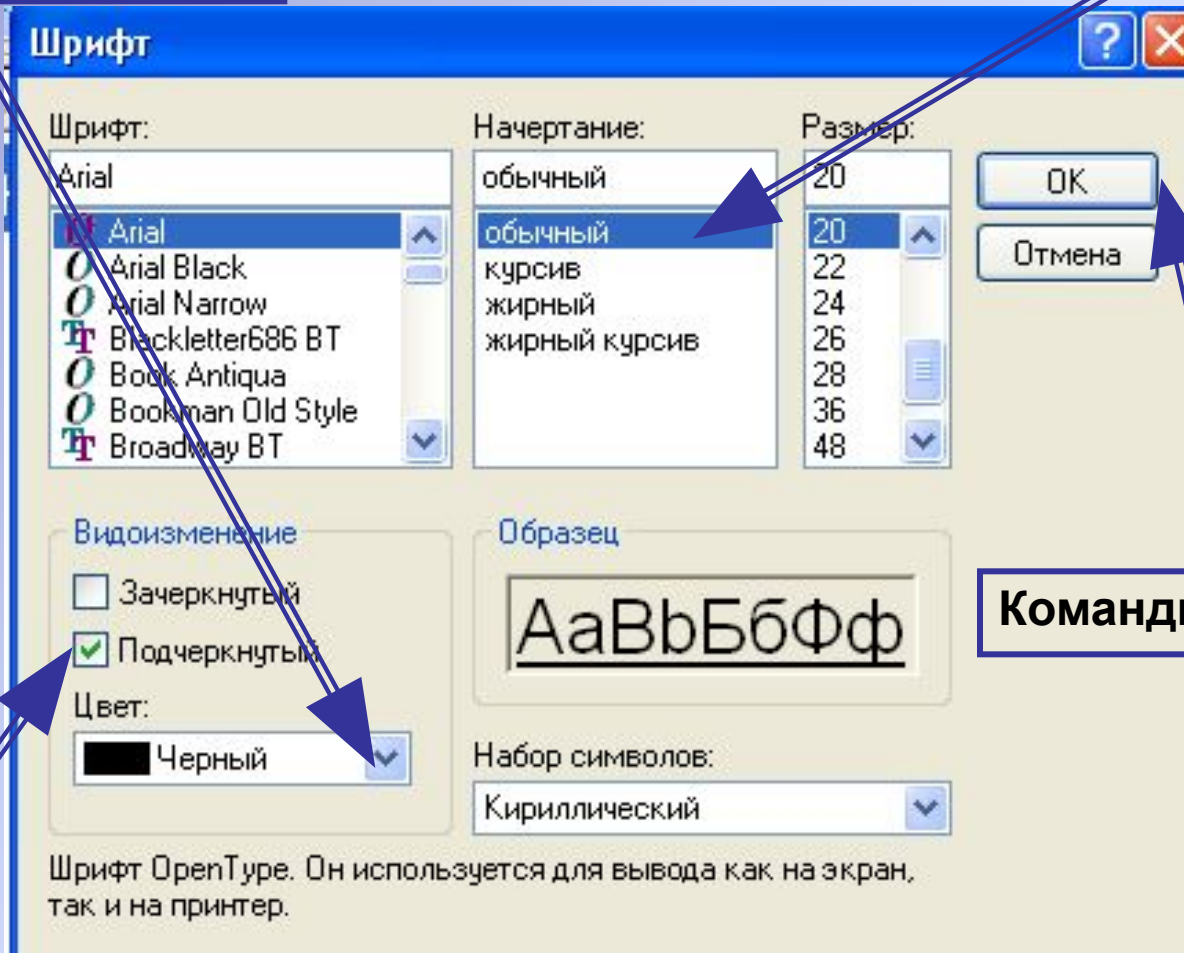 Шрифт
Шрифт: Начертание: Размер:
Arial обычный 20 OK
Arial обычный 20 Отмена
Arial Black курсив 22
Arial Narrow жирный 24
Blackletter686 BT жирный курсив 26
Book Antiqua 28
Bookman Old Style 36
Broadway BT 48
Видоизменение Образец
Зачеркнутый
АаВbБбФф
Подчеркнутый
Цвет:
Черный Набор символов:
Кириллический
Шрифт OpenType. Он используется для вывода как на экран,
так и на принтер.